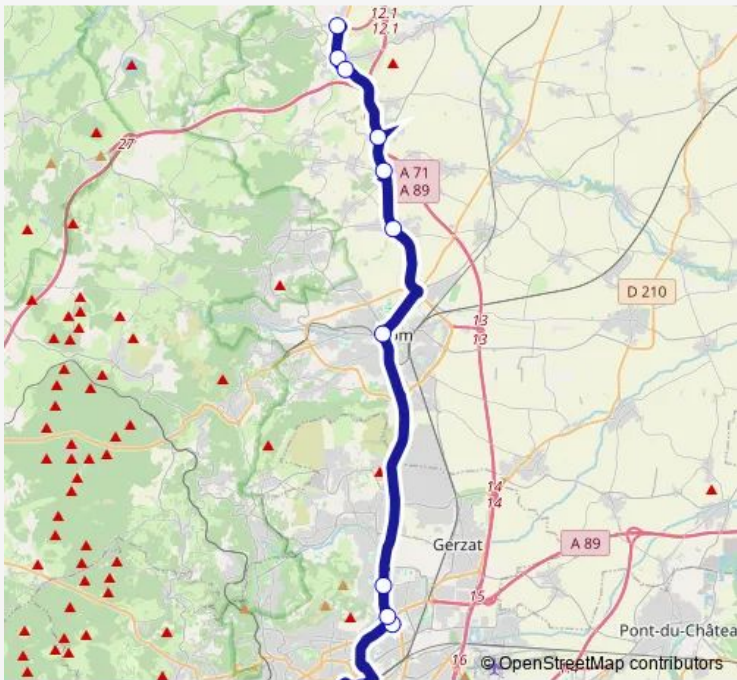 12.1
12.1
27
A 71
A 89
D 210
13
13
14
14
Gerzat
A 89
15
Pont-du-Châtea
16
© OpenStreetMap contributors